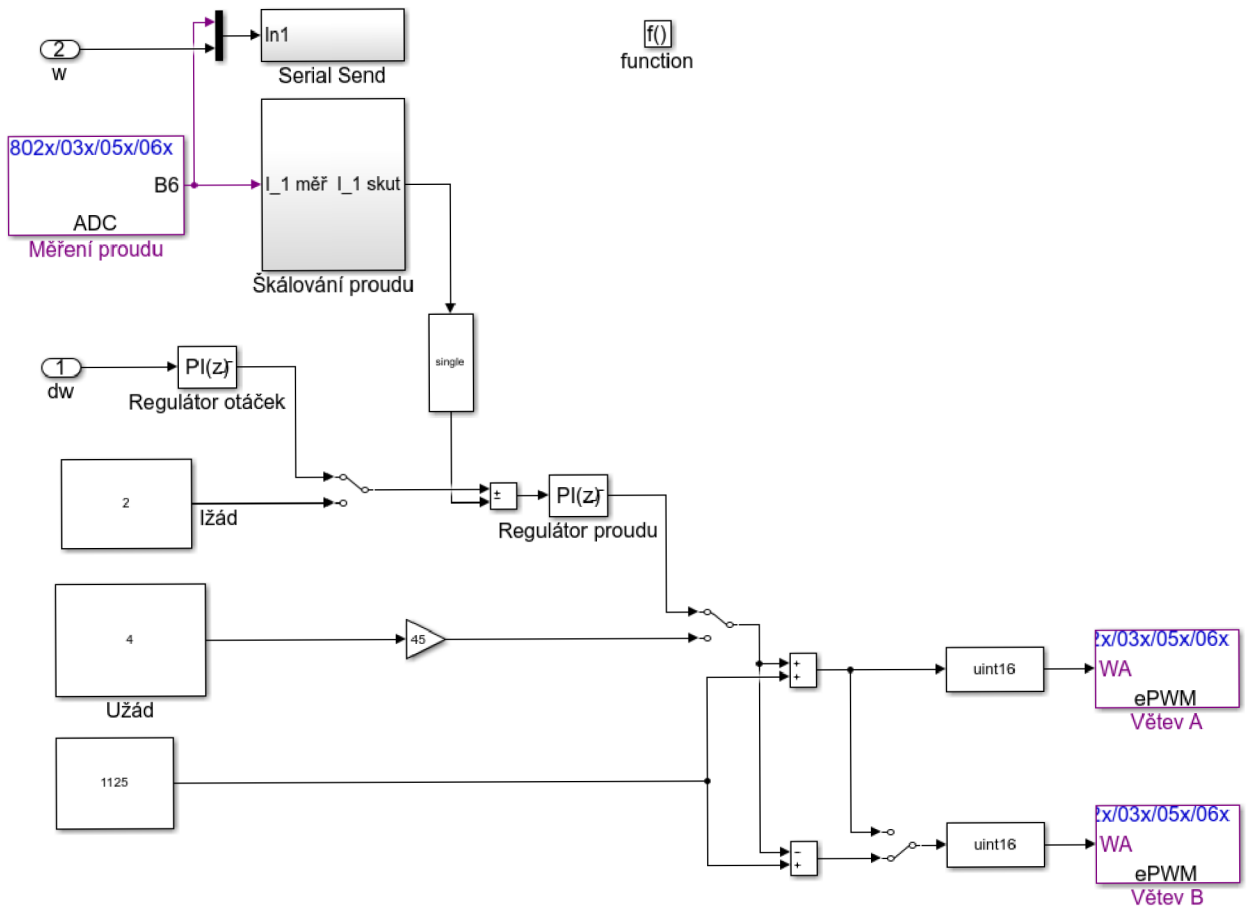 2
w
In1
Serial Send
f()
function
802x/03x/05x/06x
B6
ADC
Měření proudu
I_1 měř I_1 skut
Škálování proudu
single
1
dw
PI(z)
Regulátor otáček
2
Ižád
±
PI(z)
Regulátor proudu
4
Užád
45
1125
+
+
uint16
2x/03x/05x/06x
WA
ePWM
Větev A
−
+
uint16
2x/03x/05x/06x
WA
ePWM
Větev B